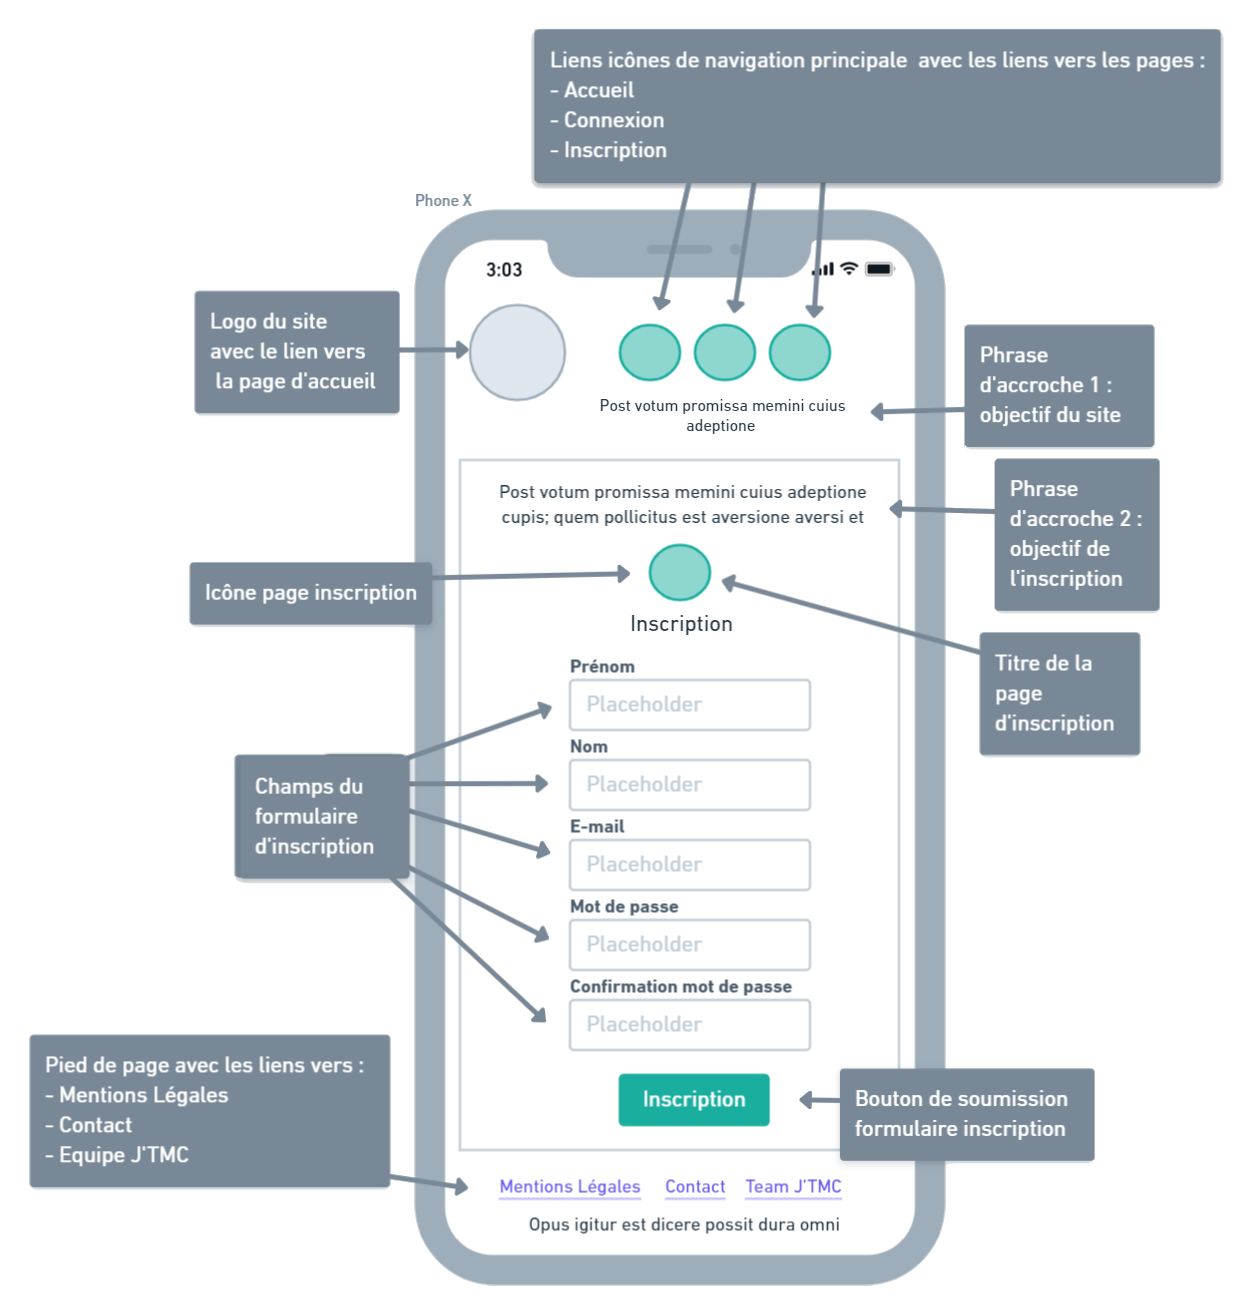 Liens icônes de navigation principale  avec les liens vers les pages :
- Accueil
- Connexion
- Inscription
Phone X
3:03
Logo du site
avec le lien vers
la page d'accueil
Phrase
d'accroche 1 :
objectif du site
Post votum promissa memini cuius
adeptione
Phrase
d'accroche 2 :
objectif de
l'inscription
Post votum promissa memini cuius adeptione
cupis; quem pollicitus est aversione aversi et
Icône page inscription
Inscription
Titre de la
page
d'inscription
Prénom
Placeholder
Nom
Placeholder
Champs du
formulaire
d'inscription
E-mail
Placeholder
Mot de passe
Placeholder
Confirmation mot de passe
Placeholder
Pied de page avec les liens vers :
- Mentions Légales
- Contact
- Equipe J'TMC
Inscription
Bouton de soumission
formulaire inscription
Mentions Légales Contact Team J'TMC
Opus igitur est dicere possit dura omni